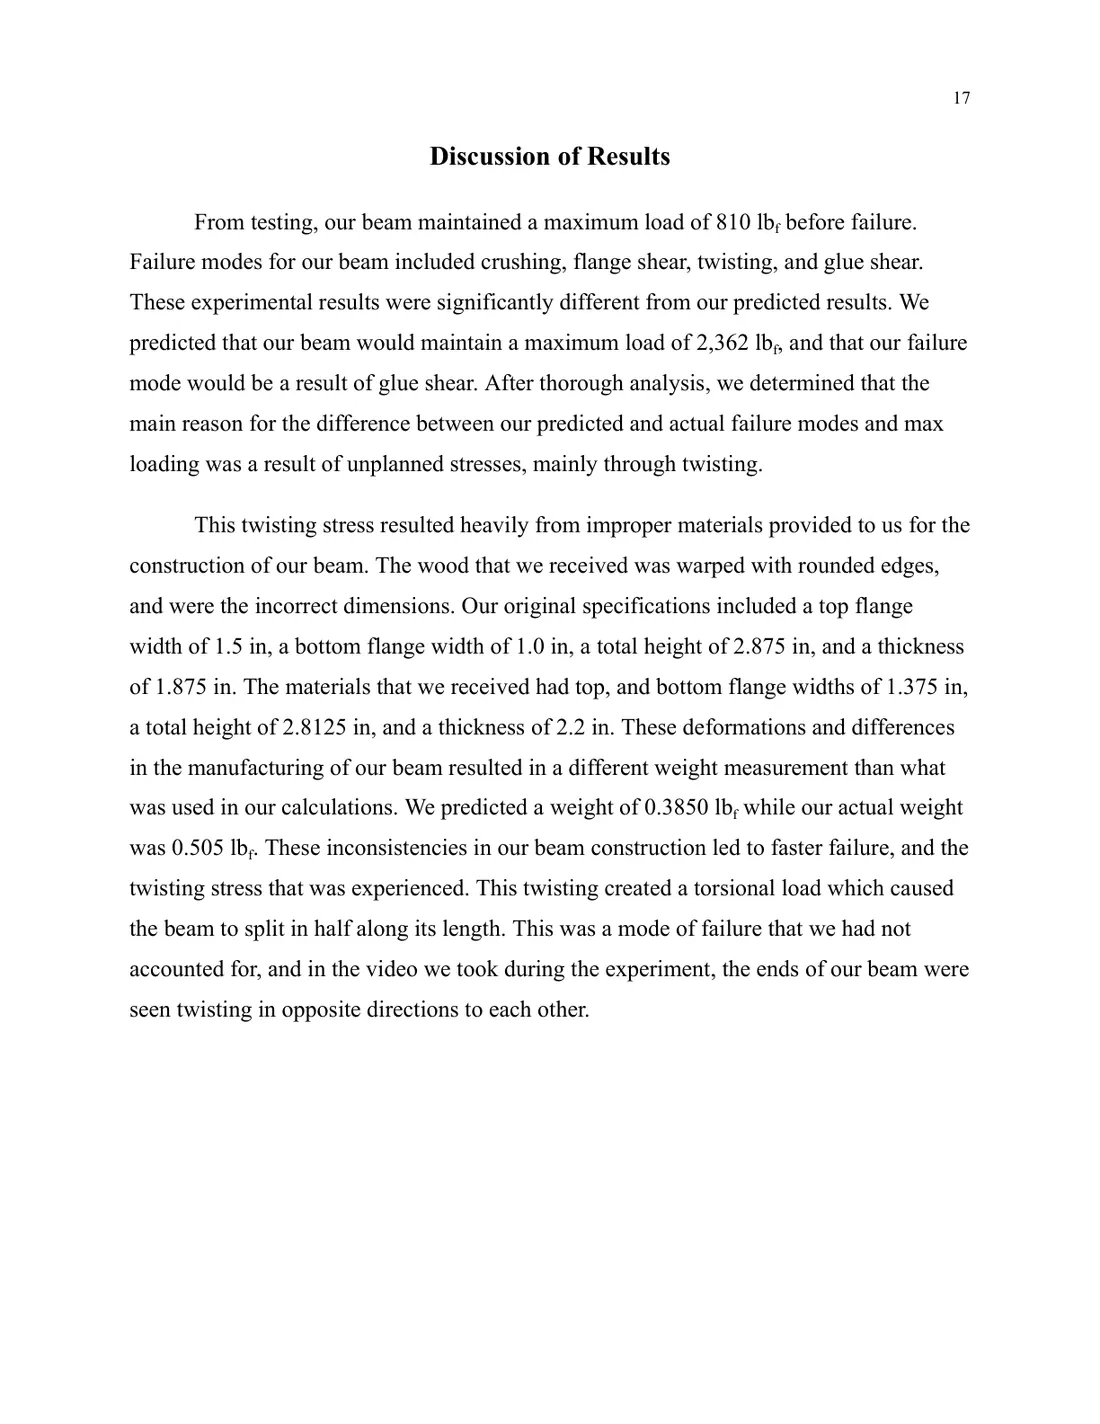 17
Discussion of Results
From testing, our beam maintained a maximum load of 810 lbf before failure.
Failure modes for our beam included crushing, flange shear, twisting, and glue shear.
These experimental results were significantly different from our predicted results. We
predicted that our beam would maintain a maximum load of 2,362 lbf, and that our failure
mode would be a result of glue shear. After thorough analysis, we determined that the
main reason for the difference between our predicted and actual failure modes and max
loading was a result of unplanned stresses, mainly through twisting.
This twisting stress resulted heavily from improper materials provided to us for the
construction of our beam. The wood that we received was warped with rounded edges,
and were the incorrect dimensions. Our original specifications included a top flange
width of 1.5 in, a bottom flange width of 1.0 in, a total height of 2.875 in, and a thickness
of 1.875 in. The materials that we received had top, and bottom flange widths of 1.375 in,
a total height of 2.8125 in, and a thickness of 2.2 in. These deformations and differences
in the manufacturing of our beam resulted in a different weight measurement than what
was used in our calculations. We predicted a weight of 0.3850 lbf while our actual weight
was 0.505 lbf. These inconsistencies in our beam construction led to faster failure, and the
twisting stress that was experienced. This twisting created a torsional load which caused
the beam to split in half along its length. This was a mode of failure that we had not
accounted for, and in the video we took during the experiment, the ends of our beam were
seen twisting in opposite directions to each other.